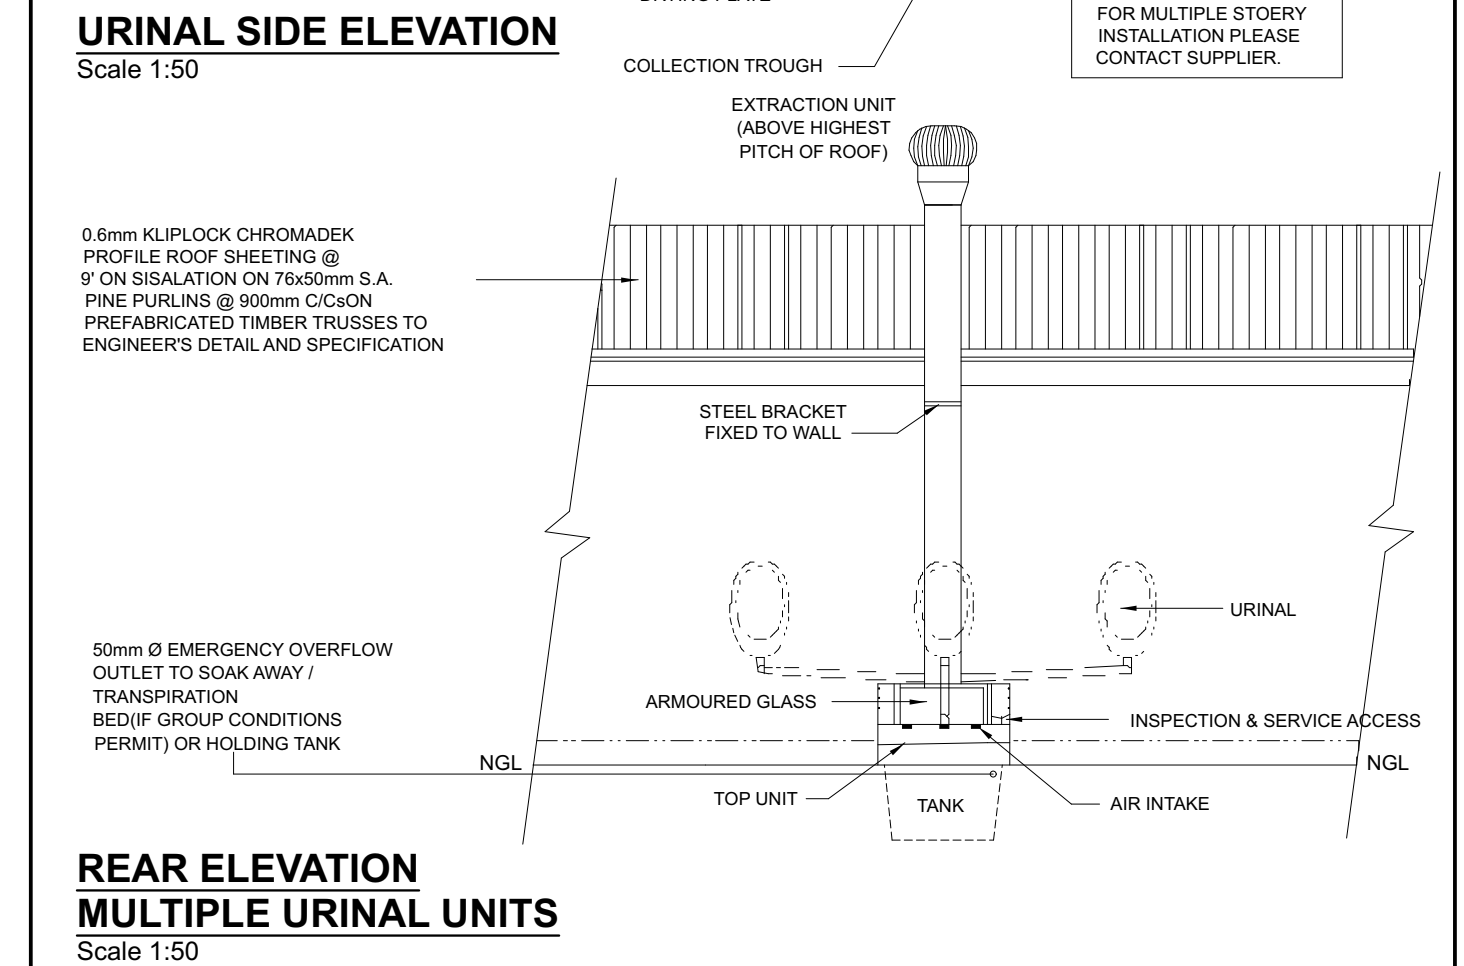 URINAL SIDE ELEVATION
Scale 1:50
COLLECTION TROUGH
FOR MULTIPLE STOERY
INSTALLATION PLEASE
CONTACT SUPPLIER.
EXTRACTION UNIT
(ABOVE HIGHEST
PITCH OF ROOF)
0.6mm KLIPLOCK CHROMADEK
PROFILE ROOF SHEETING @
9' ON SISALATION ON 76x50mm S.A.
PINE PURLINS @ 900mm C/CsON
PREFABRICATED TIMBER TRUSSES TO
ENGINEER'S DETAIL AND SPECIFICATION
STEEL BRACKET
FIXED TO WALL
URINAL
50mm Ø EMERGENCY OVERFLOW
OUTLET TO SOAK AWAY /
TRANSPIRATION
BED(IF GROUP CONDITIONS
PERMIT) OR HOLDING TANK
ARMOURED GLASS
INSPECTION & SERVICE ACCESS
NGL
NGL
TOP UNIT
TANK
AIR INTAKE
REAR ELEVATION
MULTIPLE URINAL UNITS
Scale 1:50